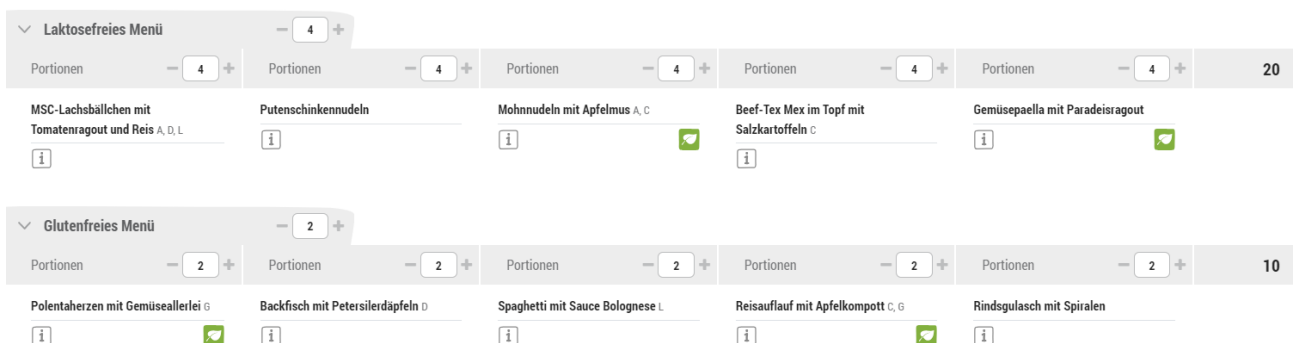 Laktosefreies Menü 4
Portionen 4 Portionen 4 Portionen 4 Portionen 4 Portionen 4 20
MSC-Lachsbällchen mit Putenschinkennudeln Mohnnudeln mit Apfelmus A, C Beef-Tex Mex im Topf mit Gemüsepaella mit Paradeisragout
Tomatenragout und Reis A, D, L Salzkartoffeln C
Glutenfreies Menü 2
Portionen 2 Portionen 2 Portionen 2 Portionen 2 Portionen 2 10
Polentaherzen mit Gemüseallerlei G Backfisch mit Petersilerdäpfeln D Spaghetti mit Sauce Bolognese L Reisauflauf mit Apfelkompott C, G Rindsgulasch mit Spiralen